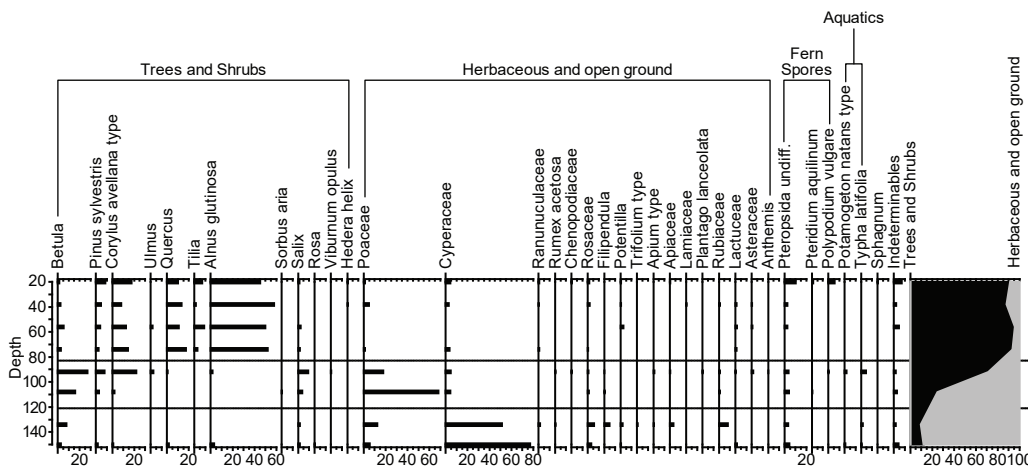 Aquatics
Fern
Spores
Trees and Shrubs
Herbaceous and open ground
Betula
Pinus sylvestris
Corylus avellana type
Ulmus
Quercus
Tilia
Alnus glutinosa
Sorbus aria
Salix
Rosa
Viburnum opulus
Hedera helix
Poaceae
Cyperaceae
Ranunculaceae
Rumex acetosa
Chenopodiaceae
Rosaceae
Filipendula
Potentilla
Trifolium type
Apium type
Apiaceae
Lamiaceae
Plantago lanceolata
Rubiaceae
Lactuceae
Asteraceae
Anthemis
Pteropsida undiff.
Pteridium aquilinum
Polypodium vulgare
Potamogeton natans type
Typha latifolia
Sphagnum
Indeterminables
Trees and Shrubs
Herbaceous and open ground
Depth
20
40
60
80
100
120
140
20 20 20 20 40 60 20 40 60 20 40 60 80 20 20 40 60 80 100